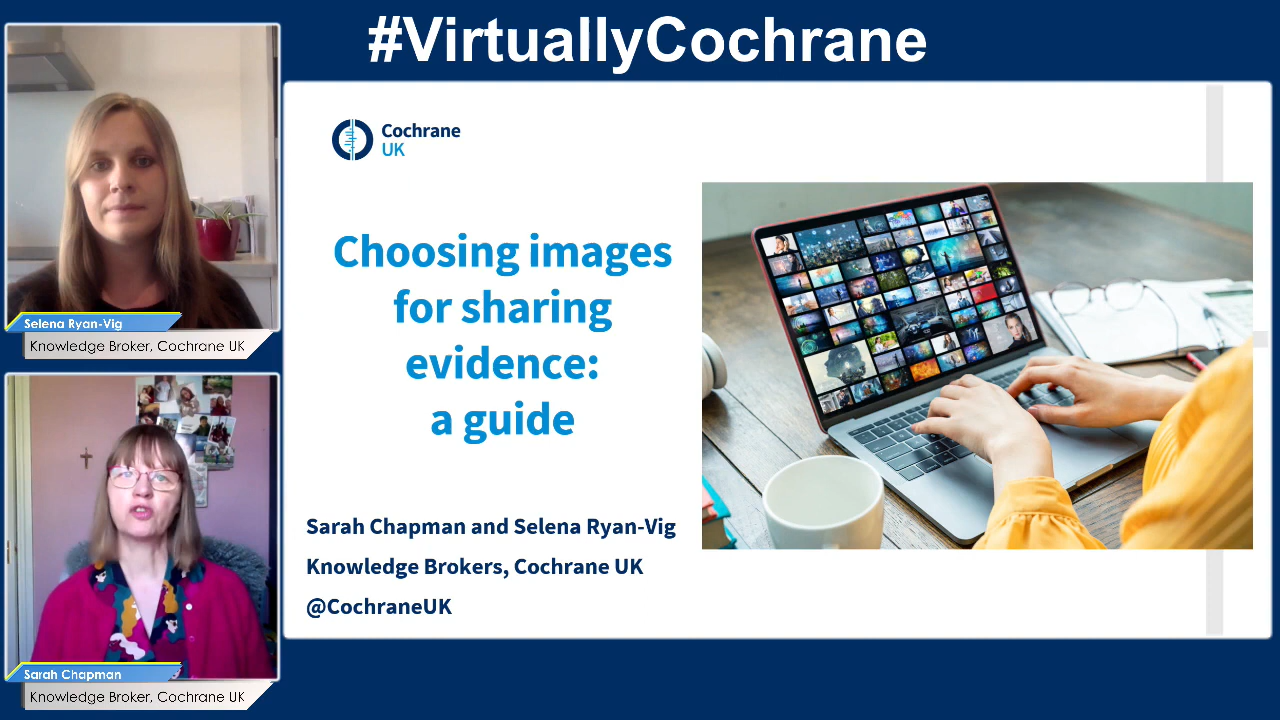 #VirtuallyCochrane
Cochrane
UK
Choosing images
for sharing
evidence:
a guide
Sarah Chapman and Selena Ryan-Vig
Knowledge Brokers, Cochrane UK
@CochraneUK
Selena Ryan-Vig
Knowledge Broker, Cochrane UK
Sarah Chapman
Knowledge Broker, Cochrane UK